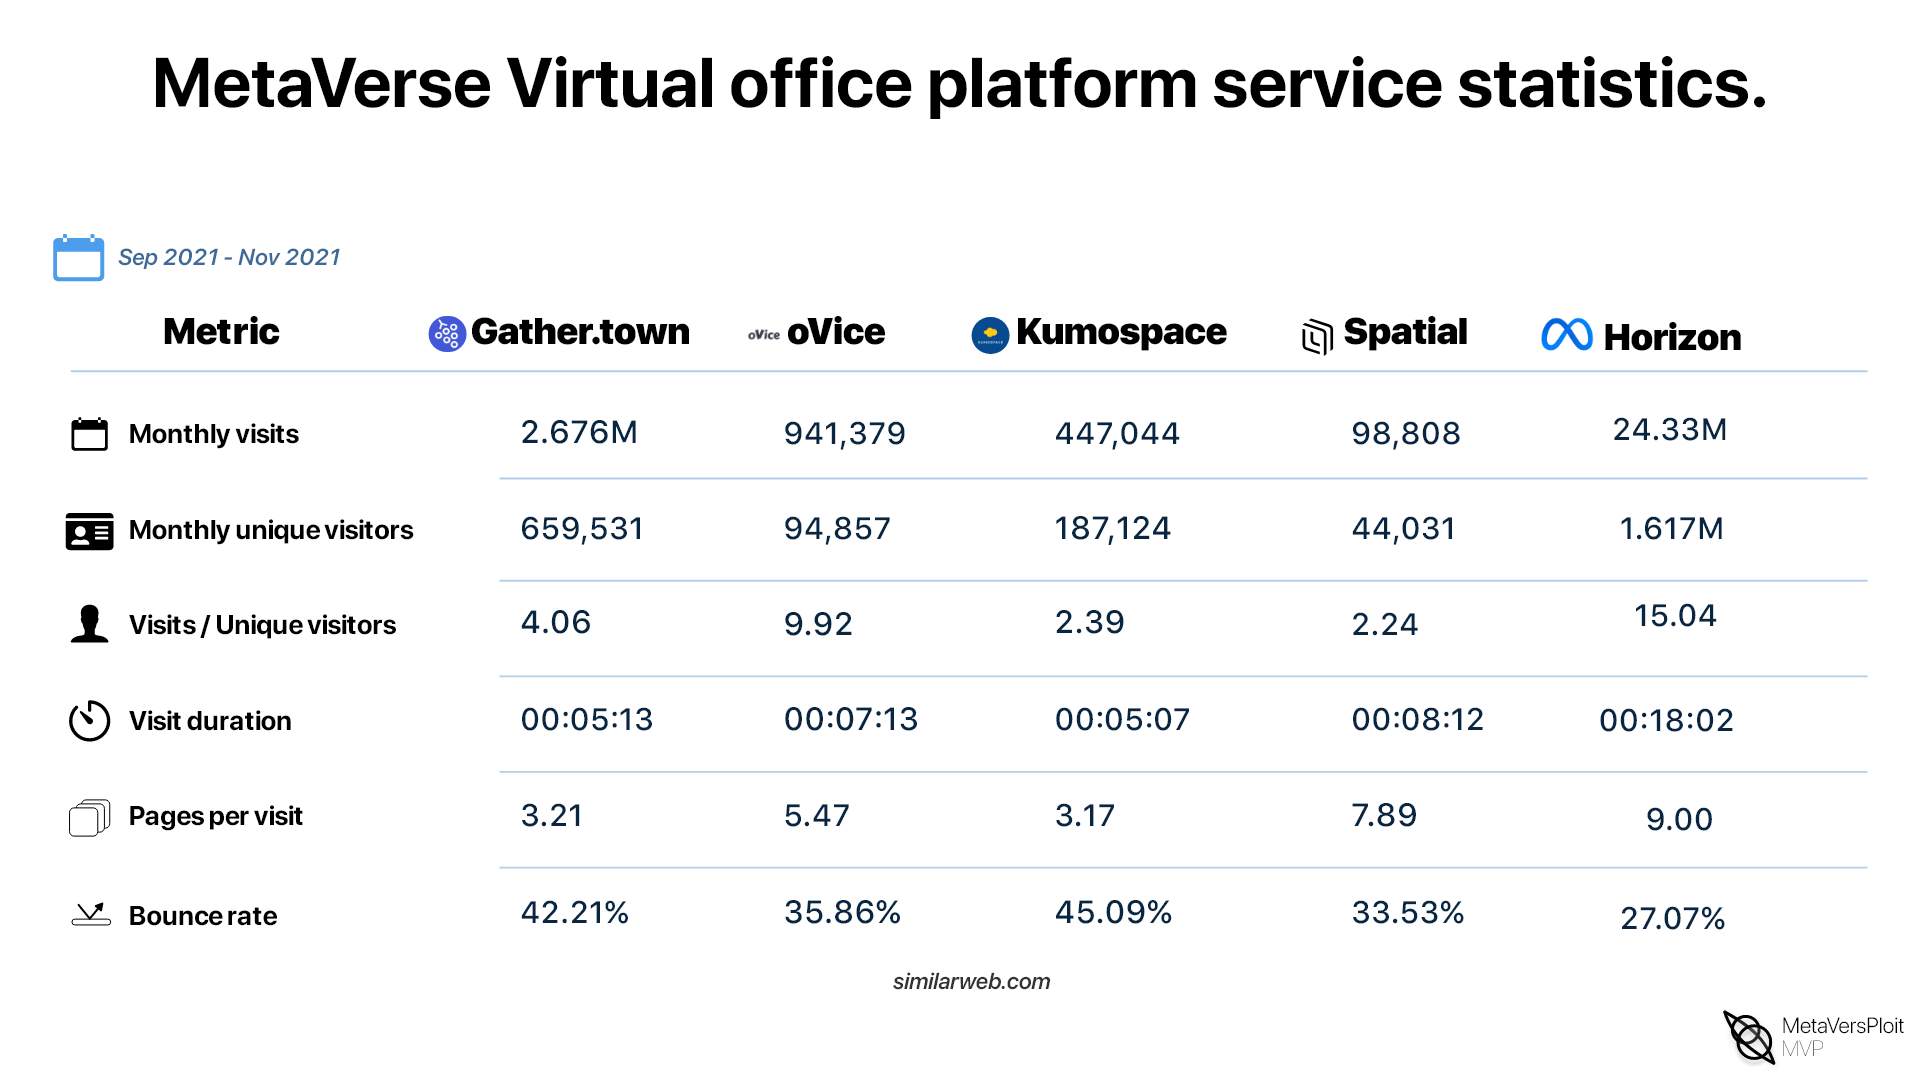 MetaVerse Virtual office platform service statistics.
Sep 2021 - Nov 2021
Metric Gather.town oVice oVice KUMOSPACE Kumospace Spatial Horizon
Monthly visits 2.676M 941,379 447,044 98,808 24.33M
Monthly unique visitors 659,531 94,857 187,124 44,031 1.617M
Visits / Unique visitors 4.06 9.92 2.39 2.24 15.04
Visit duration 00:05:13 00:07:13 00:05:07 00:08:12 00:18:02
Pages per visit 3.21 5.47 3.17 7.89 9.00
Bounce rate 42.21% 35.86% 45.09% 33.53% 27.07%
similarweb.com
MetaVersPloit
MVP